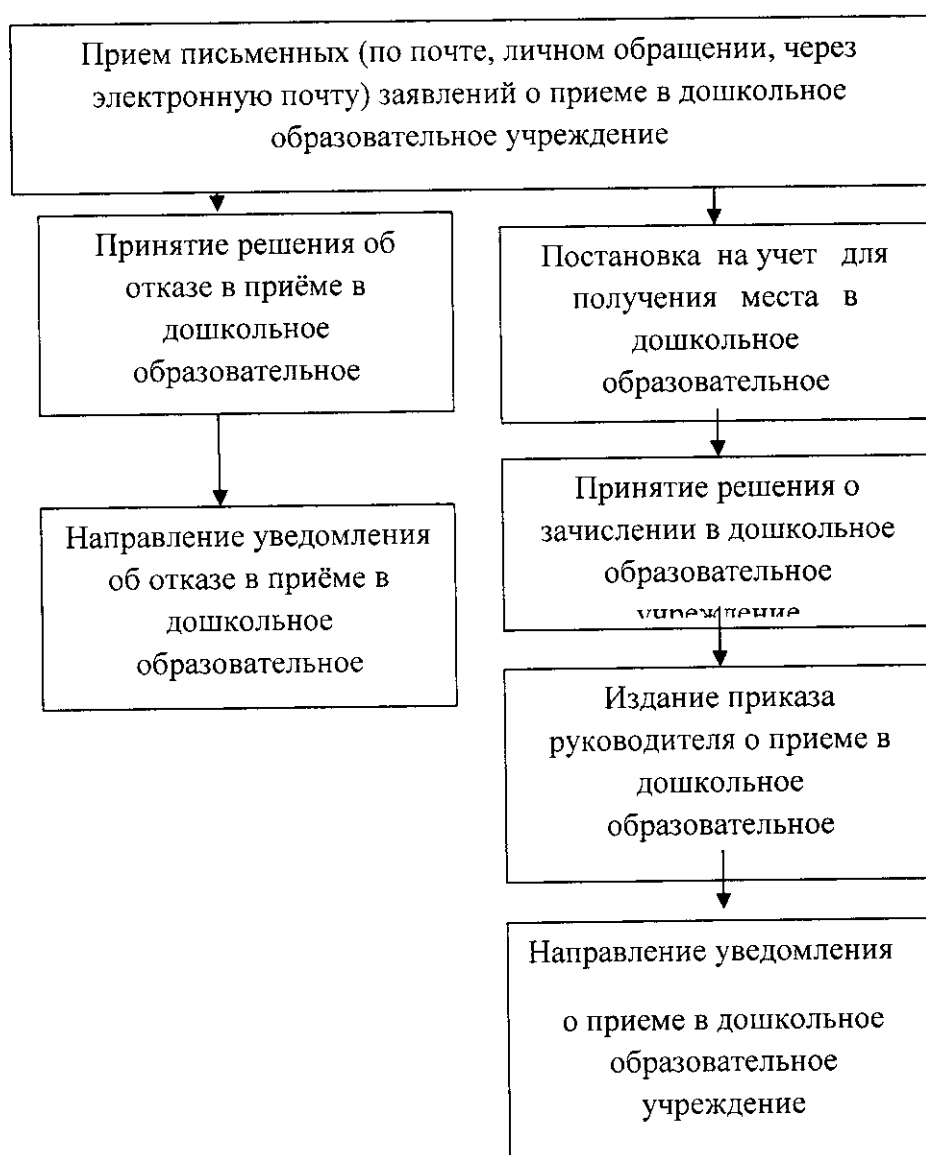 Прием письменных (по почте, личном обращении, через
электронную почту) заявлений о приеме в дошкольное
образовательное учреждение
Принятие решения об
отказе в приёме в
дошкольное
образовательное
Направление уведомления
об отказе в приёме в
дошкольное
образовательное
Постановка на учет для
получения места в
дошкольное
образовательное
Принятие решения о
зачислении в дошкольное
образовательное
учреждение
Издание приказа
руководителя о приеме в
дошкольное
образовательное
Направление уведомления
о приеме в дошкольное
образовательное
учреждение